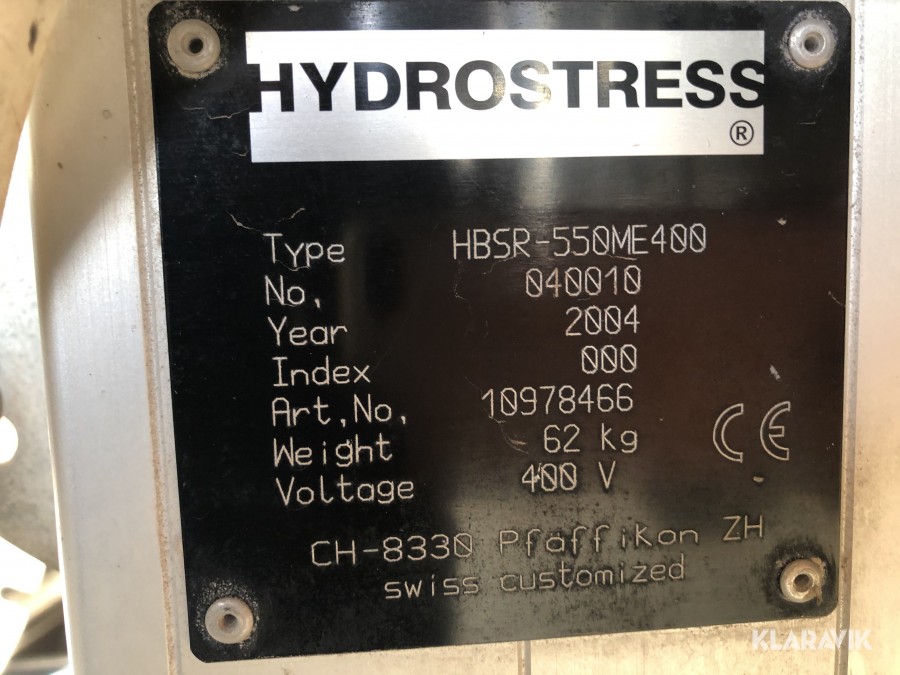 HYDROSTRESS
®
Type HBSR-550ME400
No. 040010
Year 2004
Index 000
Art.No. 10978466
Weight 62 kg
Voltage 400 V
CE
CH-8330 Pfäffikon ZH
swiss customized
KLARAVIK